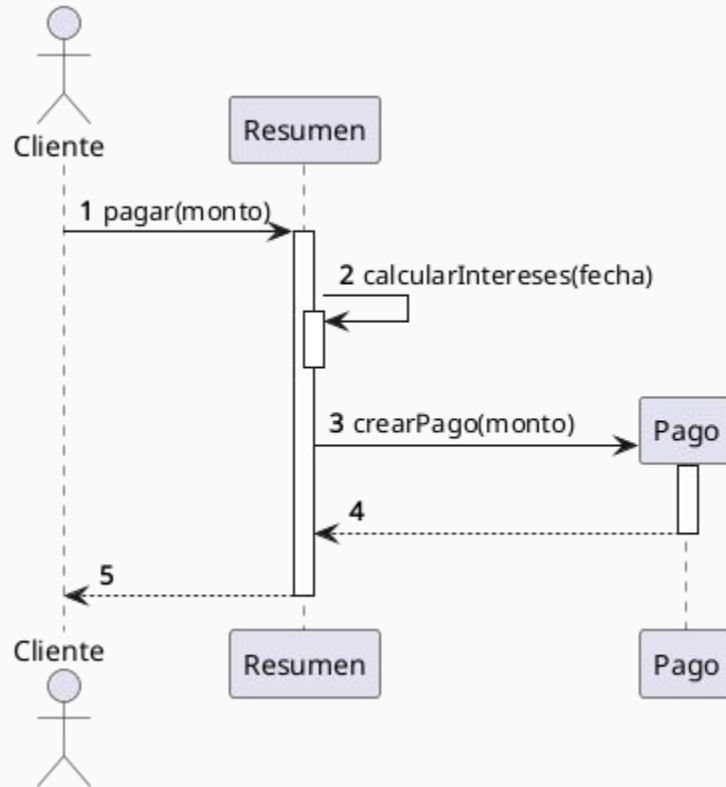 Cliente
Resumen
1 pagar(monto)
2 calcularIntereses(fecha)
3 crearPago(monto)
Pago
4
5
Cliente
Resumen
Pago